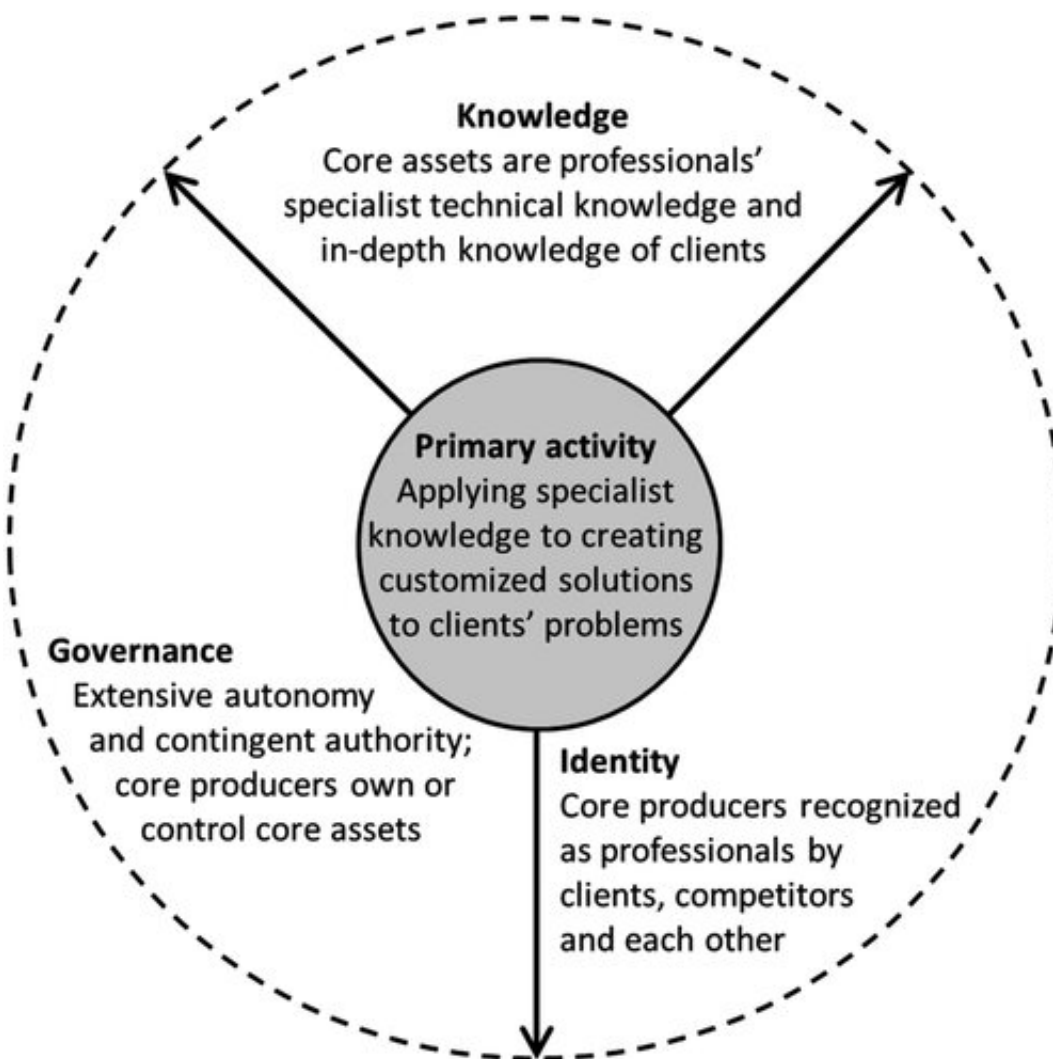 Knowledge
Core assets are professionals’
specialist technical knowledge and
in-depth knowledge of clients
Primary activity
Applying specialist
knowledge to creating
customized solutions
to clients’ problems
Governance
Extensive autonomy
and contingent authority;
core producers own or
control core assets
Identity
Core producers recognized
as professionals by
clients, competitors
and each other